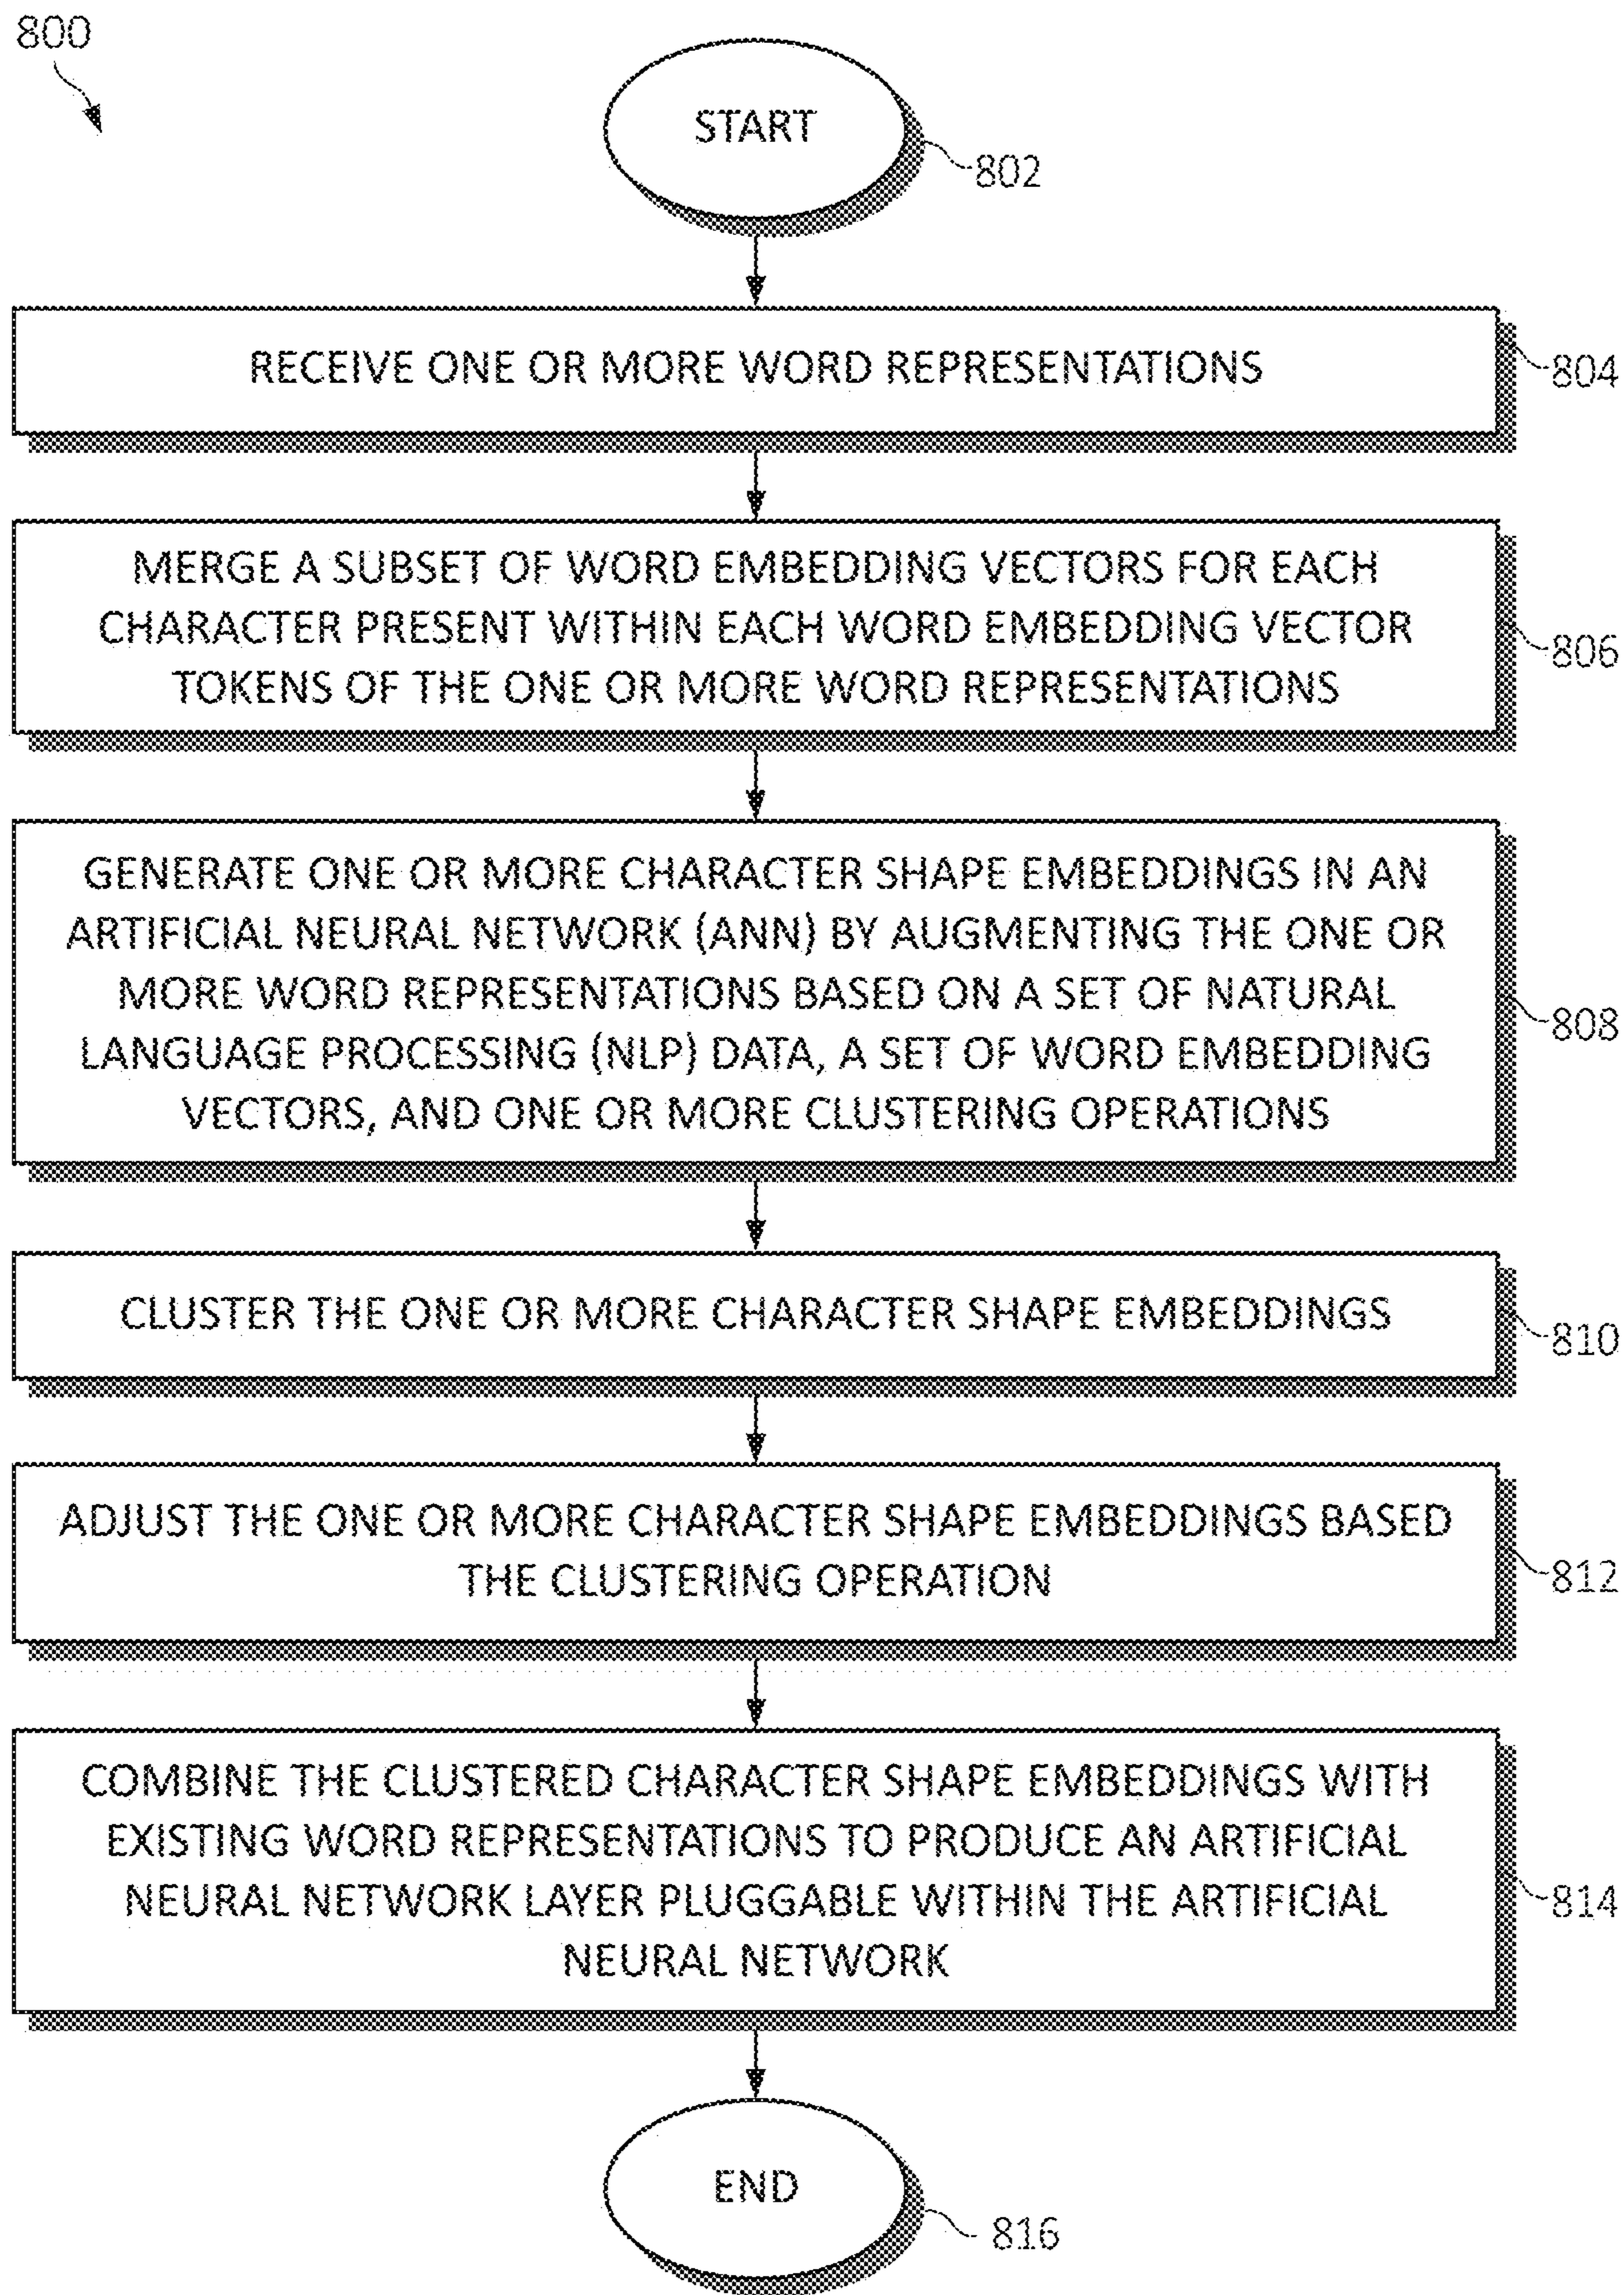 800
START
802
RECEIVE ONE OR MORE WORD REPRESENTATIONS
804
MERGE A SUBSET OF WORD EMBEDDING VECTORS FOR EACH
CHARACTER PRESENT WITHIN EACH WORD EMBEDDING VECTOR
TOKENS OF THE ONE OR MORE WORD REPRESENTATIONS
806
GENERATE ONE OR MORE CHARACTER SHAPE EMBEDDINGS IN AN
ARTIFICIAL NEURAL NETWORK (ANN) BY AUGMENTING THE ONE OR
MORE WORD REPRESENTATIONS BASED ON A SET OF NATURAL
LANGUAGE PROCESSING (NLP) DATA, A SET OF WORD EMBEDDING
VECTORS, AND ONE OR MORE CLUSTERING OPERATIONS
808
CLUSTER THE ONE OR MORE CHARACTER SHAPE EMBEDDINGS
810
ADJUST THE ONE OR MORE CHARACTER SHAPE EMBEDDINGS BASED
THE CLUSTERING OPERATION
812
COMBINE THE CLUSTERED CHARACTER SHAPE EMBEDDINGS WITH
EXISTING WORD REPRESENTATIONS TO PRODUCE AN ARTIFICIAL
NEURAL NETWORK LAYER PLUGGABLE WITHIN THE ARTIFICIAL
NEURAL NETWORK
814
END
816